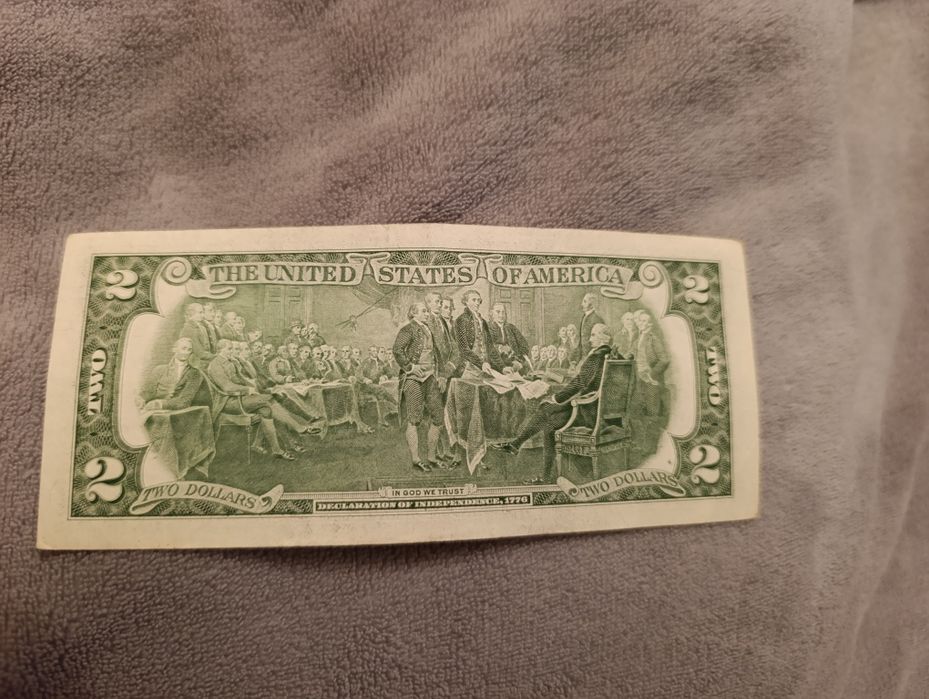 THE UNITED STATES OF AMERICA
2
2
TWO
TWO
2
2
TWO DOLLARS
IN GOD WE TRUST
TWO DOLLARS
DECLARATION OF INDEPENDENCE, 1776